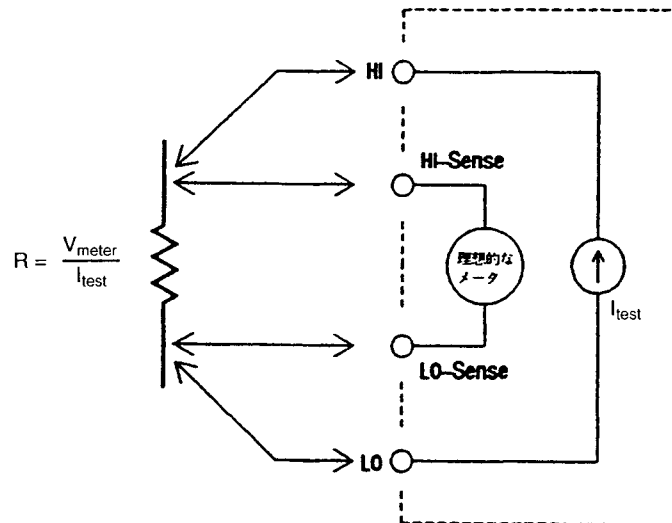 HI
HI–Sense
R = V_meter / I_test
理想的な
メータ
I_test
LO–Sense
LO